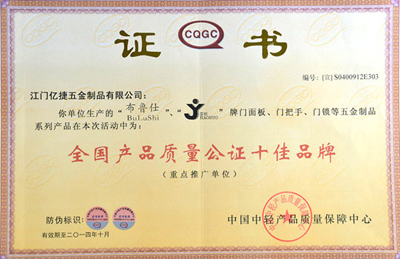 证 CQGC 书
编号：[宣] S0400912E303
江门亿捷五金制品有限公司：
你单位生产的“布鲁仕 BuLuShi”、“ ”牌门面板、门把手、门锁等五金制品
系列产品在本次活动中为：
全国产品质量公证十佳品牌
（重点推广单位）
防伪标识：
有效期至二〇一四年十月
中国中轻产品质量保障中心